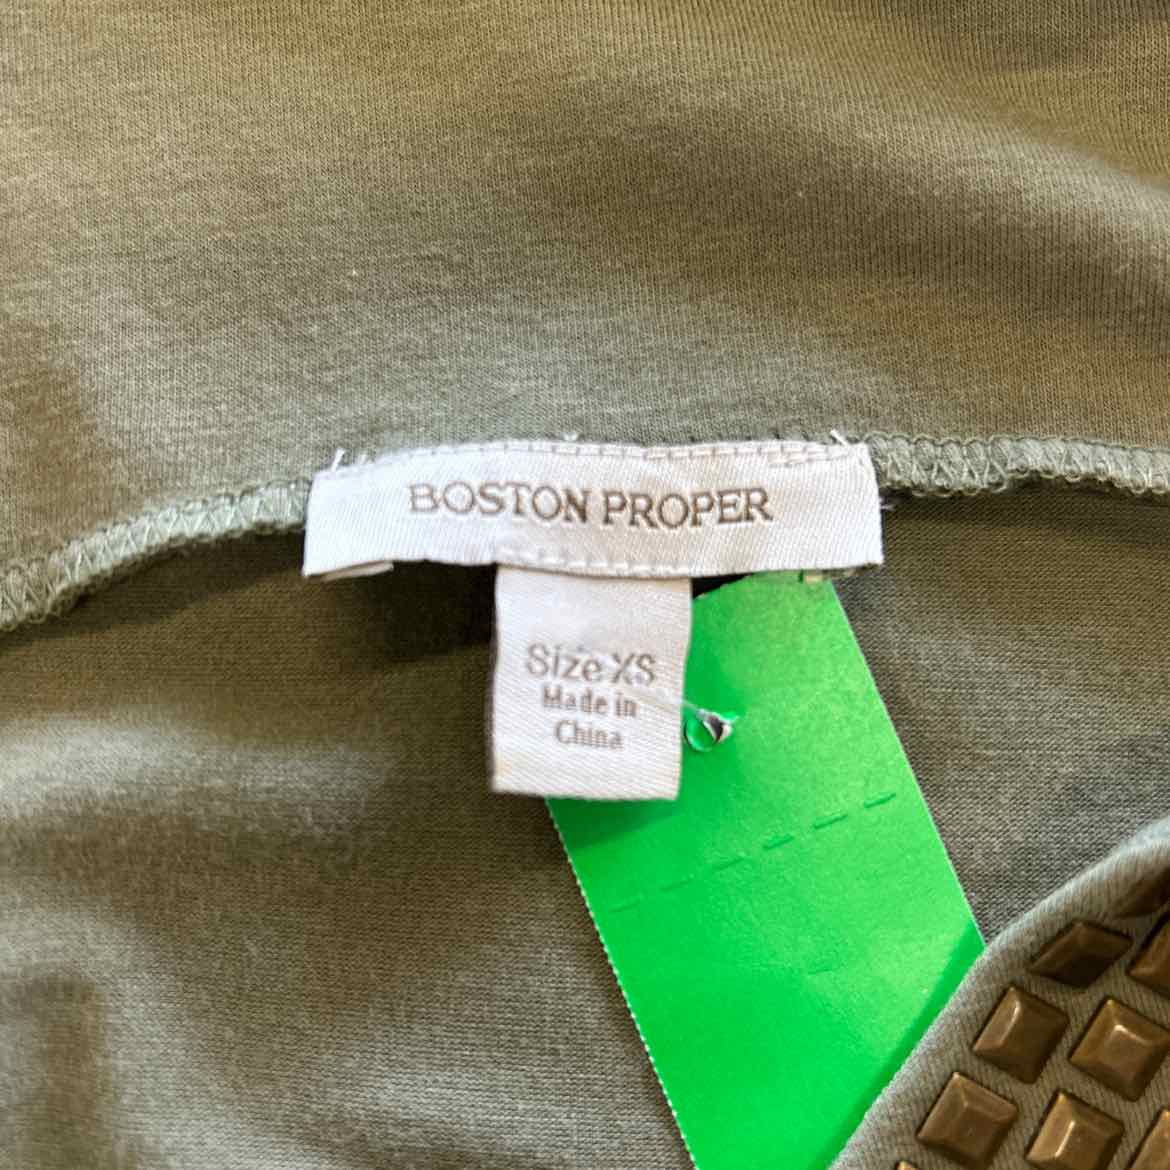 BOSTON PROPER
Size XS
Made in
China